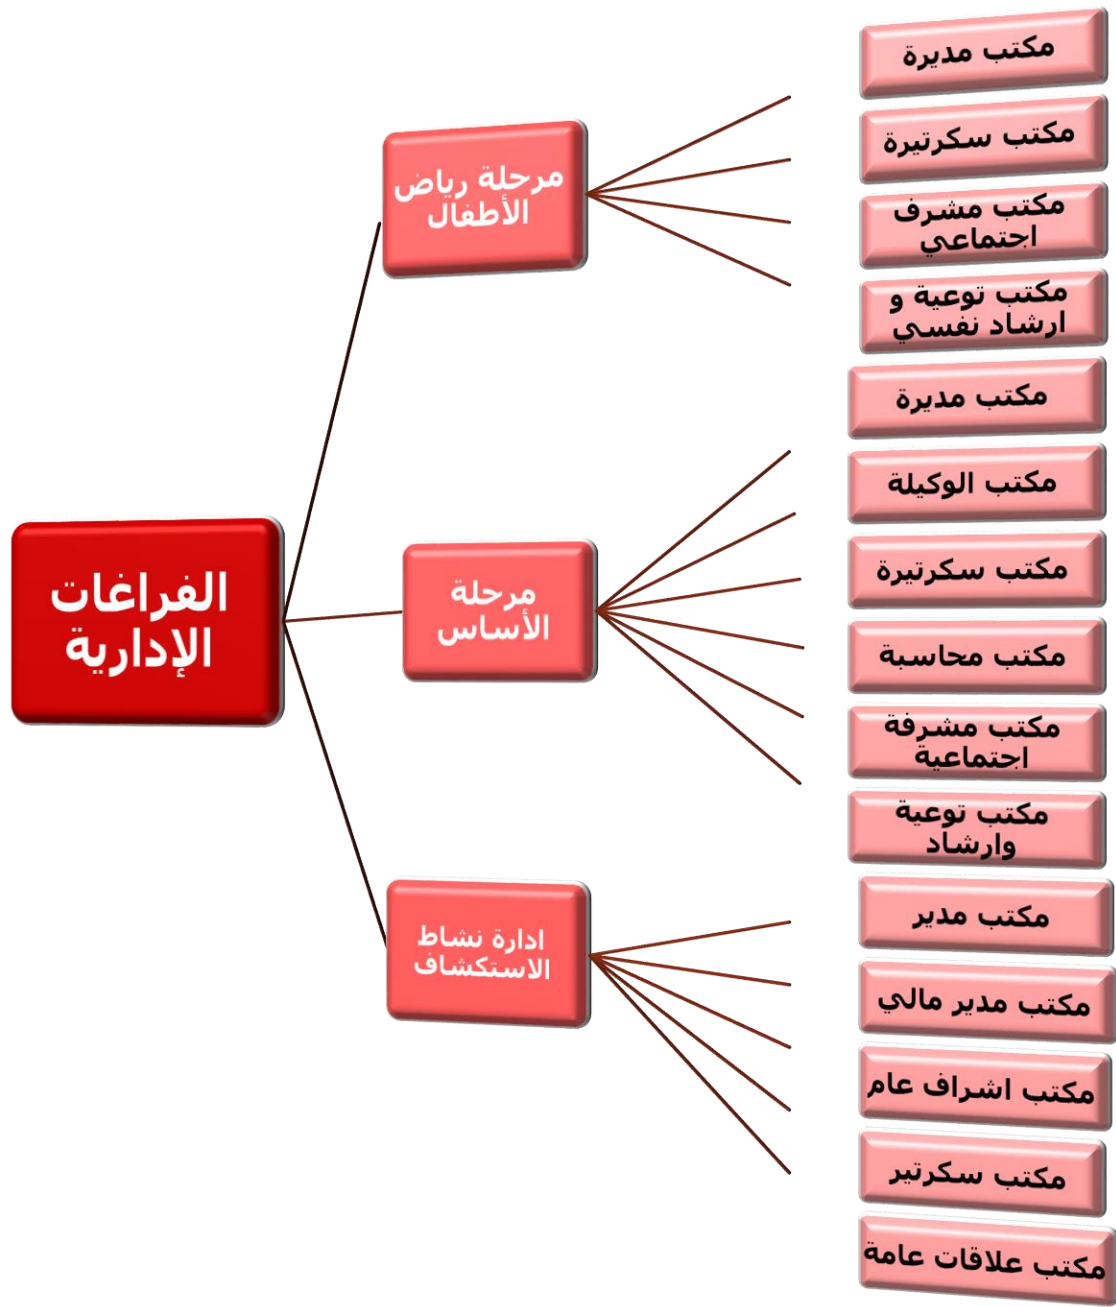 الفراغات
الإدارية
مرحلة رياض
الأطفال
مكتب مديرة
مكتب سكرتيرة
مكتب مشرف
اجتماعي
مكتب توعية و
ارشاد نفسي
مرحلة
الأساس
مكتب مديرة
مكتب الوكيلة
مكتب سكرتيرة
مكتب محاسبة
مكتب مشرفة
اجتماعية
مكتب توعية
وارشاد
ادارة نشاط
الاستكشاف
مكتب مدير
مكتب مدير مالي
مكتب اشراف عام
مكتب سكرتير
مكتب علاقات عامة